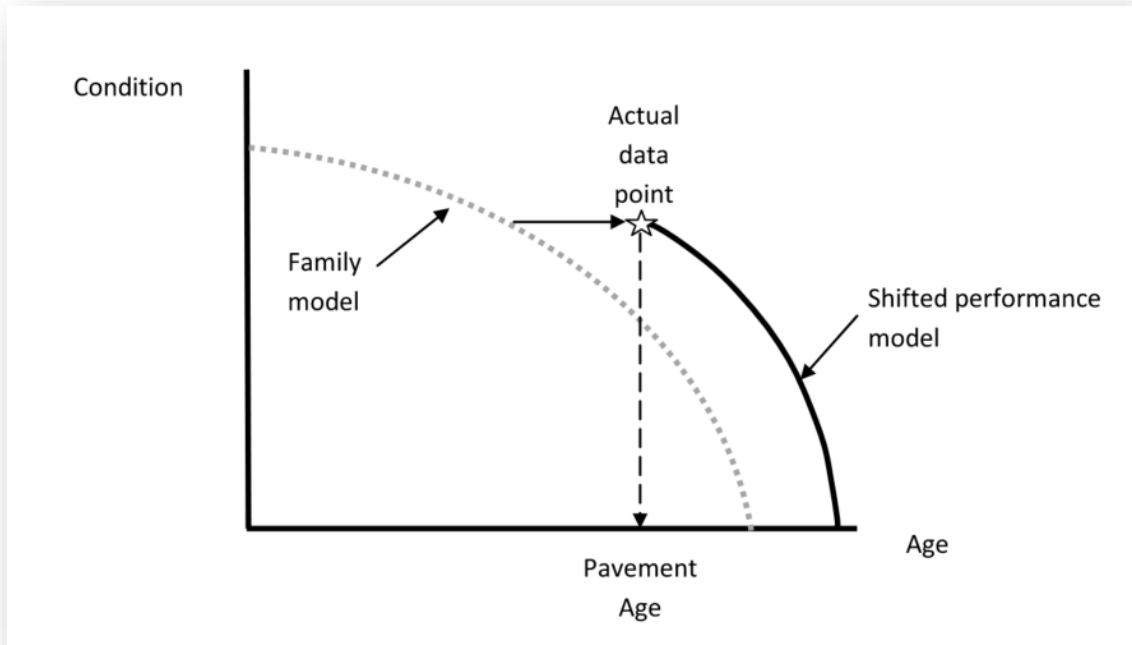 Condition
Actual
data
point
Family
model
Shifted performance
model
Age
Pavement
Age